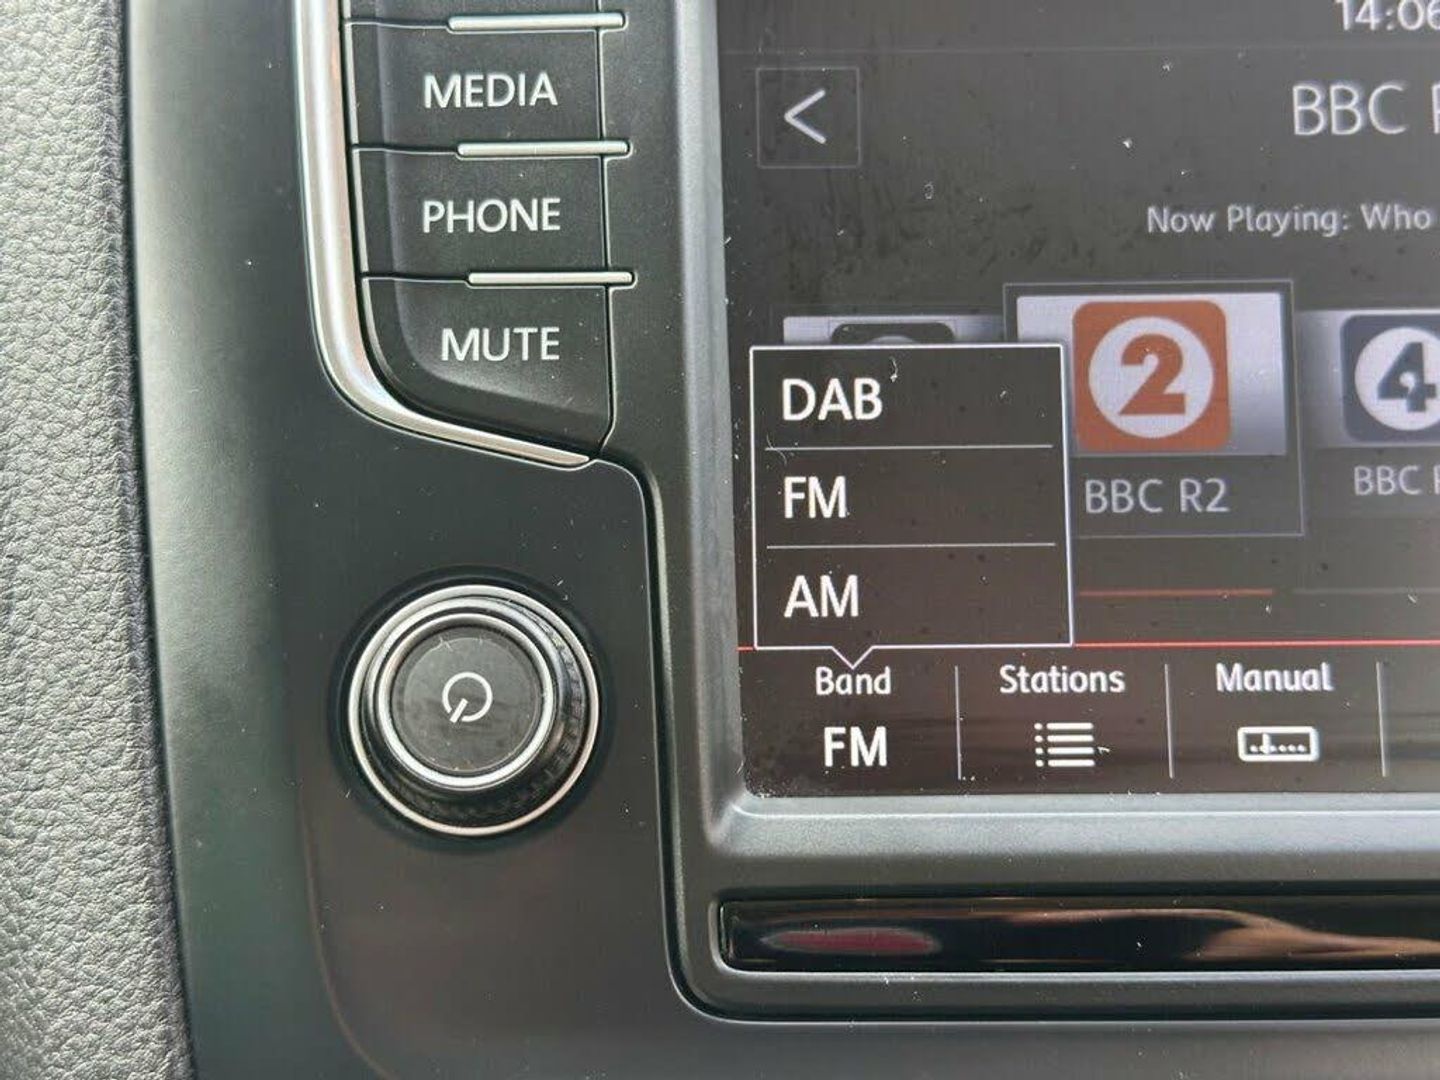 MEDIA
PHONE
MUTE
14:06
BBC
Now Playing: Who
2
4
BBC R2
BBC
DAB
FM
AM
Band
FM
Stations
Manual